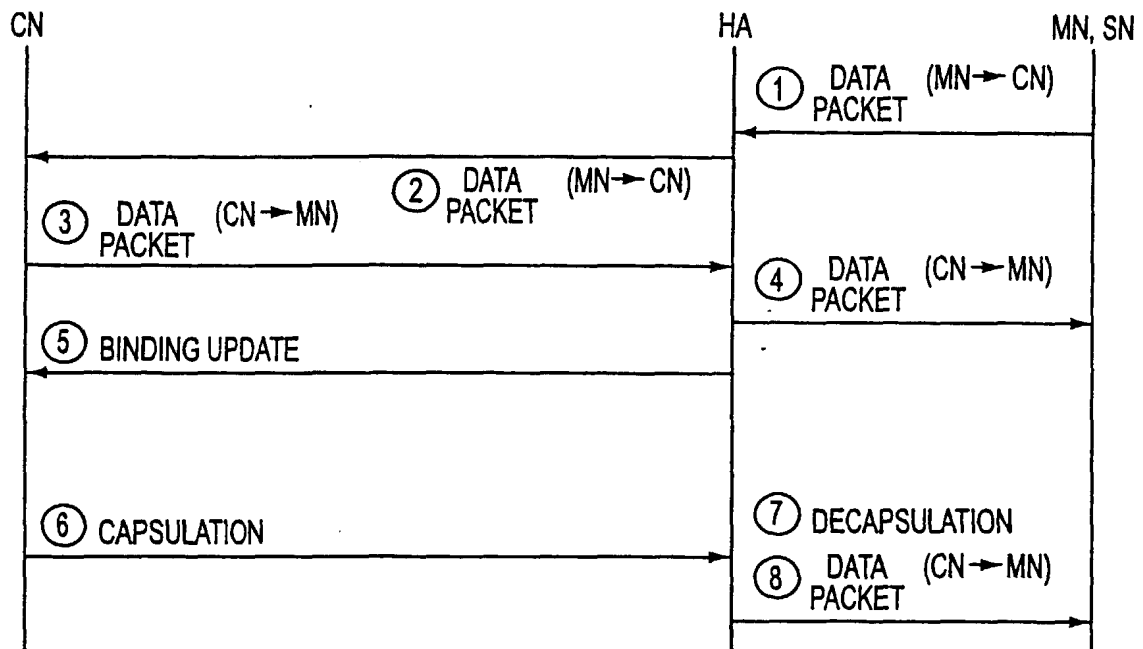 CN HA MN, SN
① DATA (MN→ CN)
PACKET
② DATA (MN→ CN)
PACKET
③ DATA (CN→MN)
PACKET
④ DATA (CN→MN)
PACKET
⑤ BINDING UPDATE
⑥ CAPSULATION
⑦ DECAPSULATION
⑧ DATA (CN→MN)
PACKET